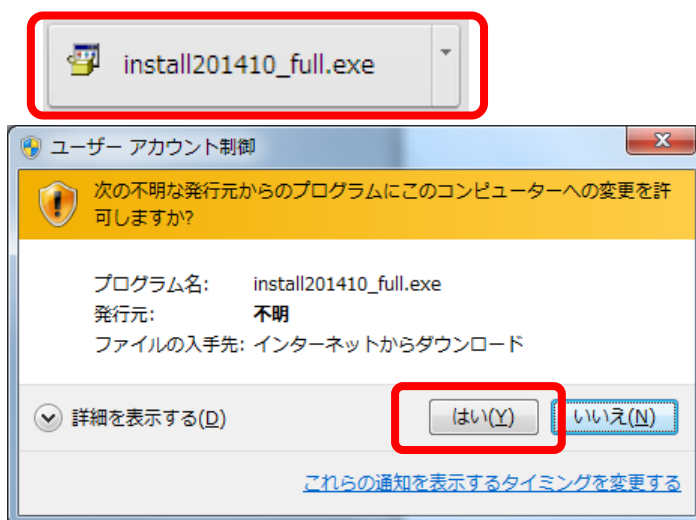 install201410_full.exe
ユーザー アカウント制御
次の不明な発行元からのプログラムにこのコンピューターへの変更を許
可しますか?
プログラム名: install201410_full.exe
発行元: 不明
ファイルの入手先: インターネットからダウンロード
詳細を表示する(D) はい(Y) いいえ(N)
これらの通知を表示するタイミングを変更する